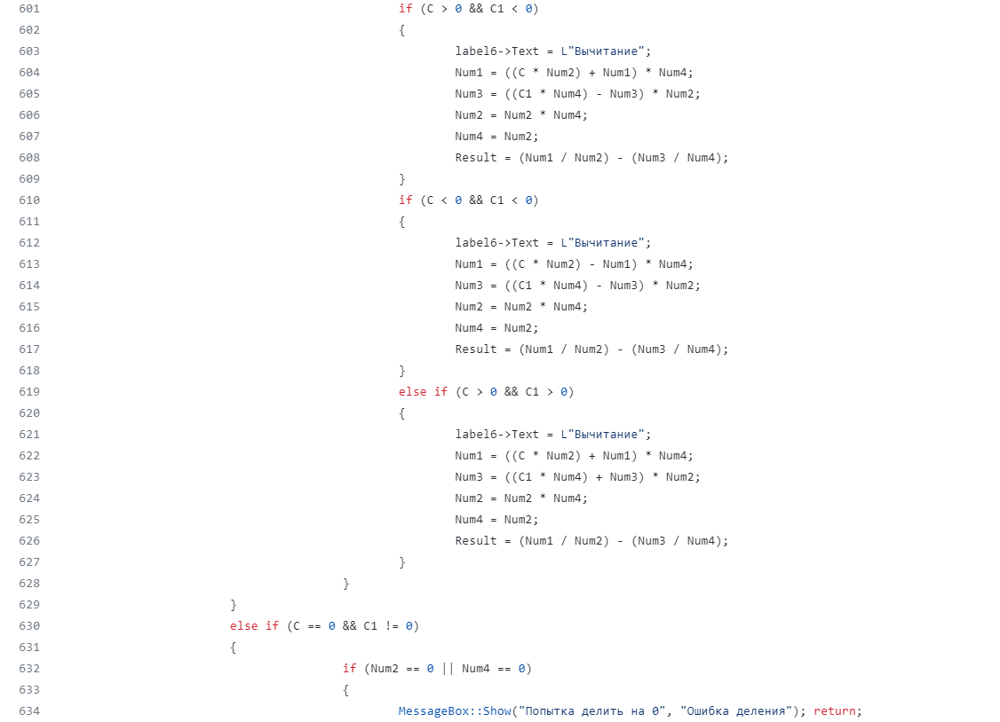 601 if (C > 0 && C1 < 0)
602 {
603 label6->Text = L"Вычитание";
604 Num1 = ((C * Num2) + Num1) * Num4;
605 Num3 = ((C1 * Num4) - Num3) * Num2;
606 Num2 = Num2 * Num4;
607 Num4 = Num2;
608 Result = (Num1 / Num2) - (Num3 / Num4);
609 }
610 if (C < 0 && C1 < 0)
611 {
612 label6->Text = L"Вычитание";
613 Num1 = ((C * Num2) - Num1) * Num4;
614 Num3 = ((C1 * Num4) - Num3) * Num2;
615 Num2 = Num2 * Num4;
616 Num4 = Num2;
617 Result = (Num1 / Num2) - (Num3 / Num4);
618 }
619 else if (C > 0 && C1 > 0)
620 {
621 label6->Text = L"Вычитание";
622 Num1 = ((C * Num2) + Num1) * Num4;
623 Num3 = ((C1 * Num4) + Num3) * Num2;
624 Num2 = Num2 * Num4;
625 Num4 = Num2;
626 Result = (Num1 / Num2) - (Num3 / Num4);
627 }
628 }
629 }
630 else if (C == 0 && C1 != 0)
631 {
632 if (Num2 == 0 || Num4 == 0)
633 {
634 MessageBox::Show("Попытка делить на 0", "Ошибка деления"); return;